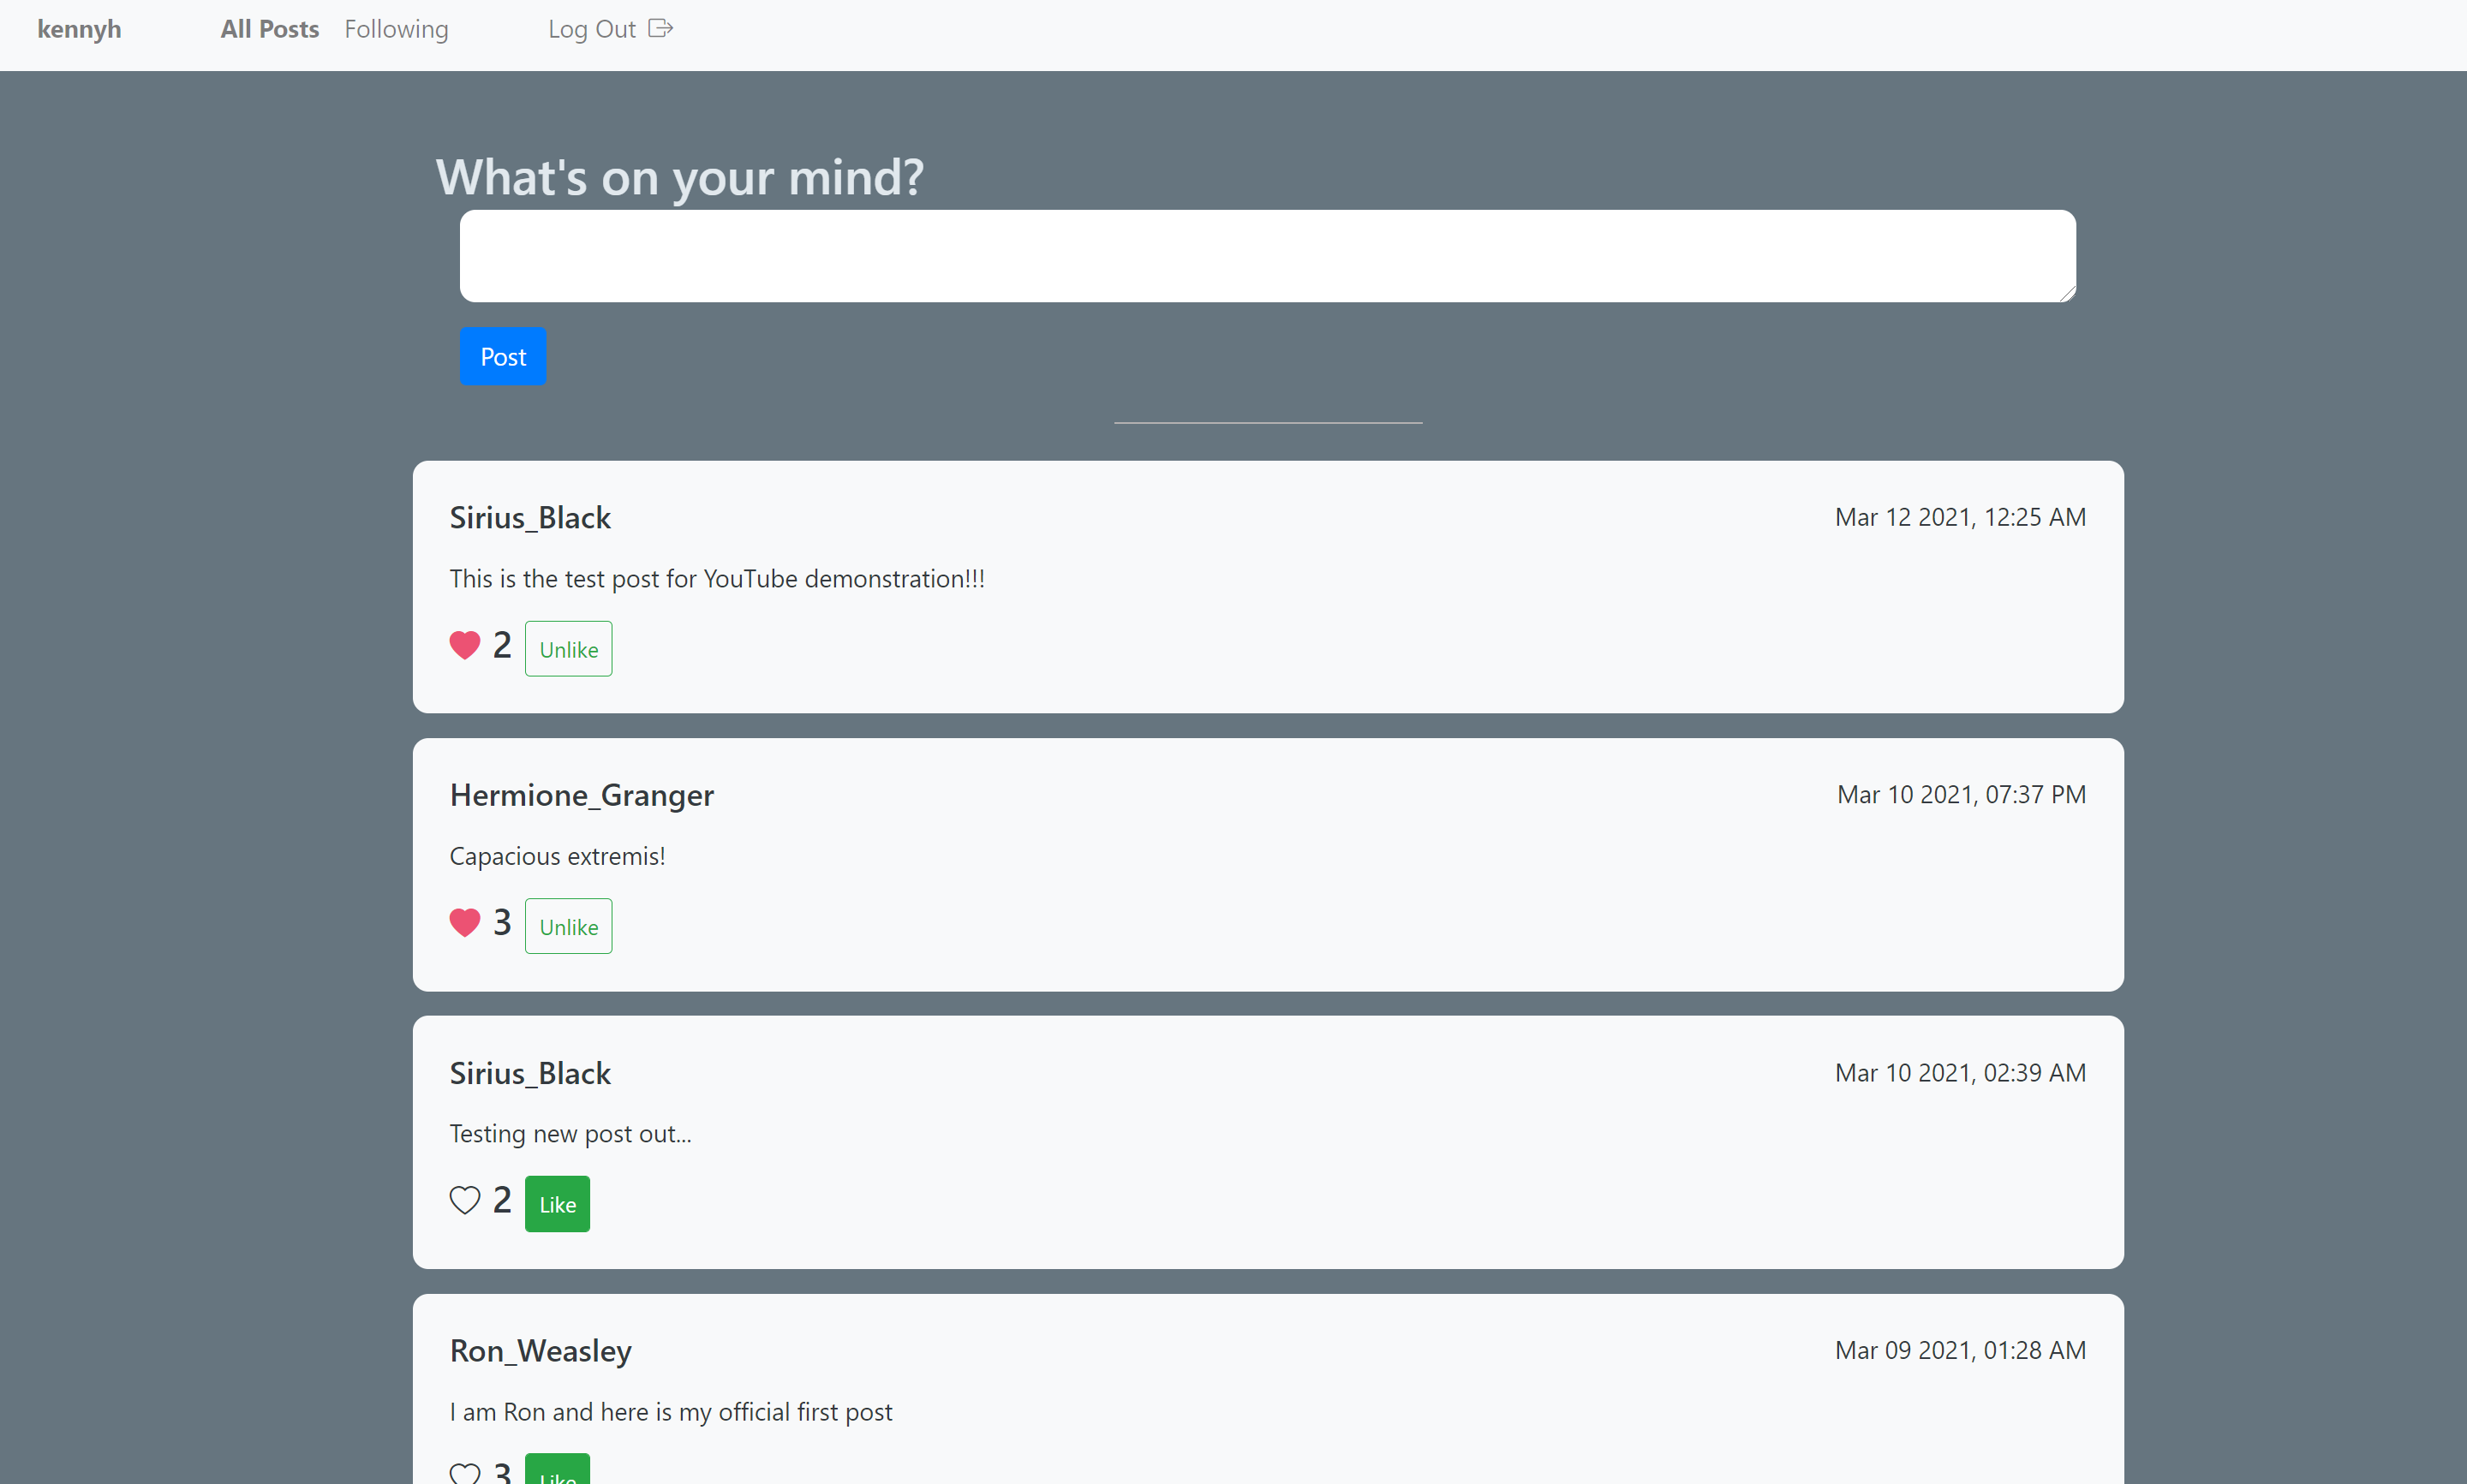 kennyh All Posts Following Log Out
What's on your mind?
Post
Sirius_Black Mar 12 2021, 12:25 AM
This is the test post for YouTube demonstration!!!
2 Unlike
Hermione_Granger Mar 10 2021, 07:37 PM
Capacious extremis!
3 Unlike
Sirius_Black Mar 10 2021, 02:39 AM
Testing new post out...
2 Like
Ron_Weasley Mar 09 2021, 01:28 AM
I am Ron and here is my official first post
3 Like